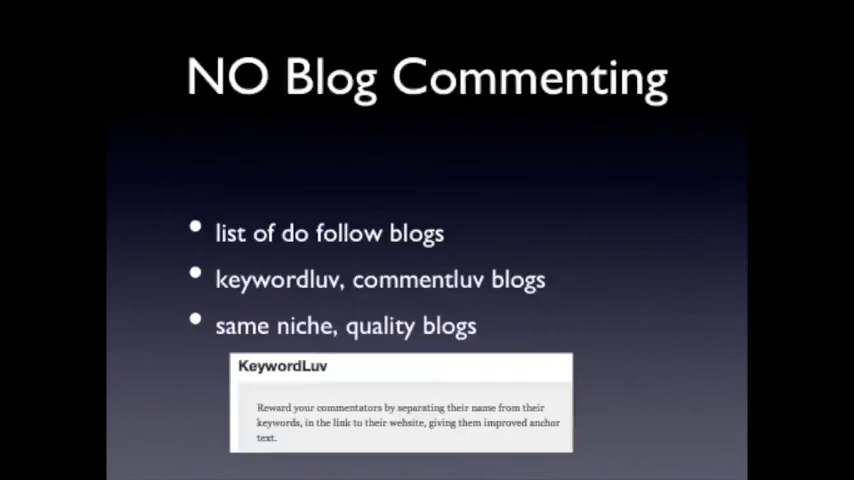 NO Blog Commenting
• list of do follow blogs
• keywordluv, commentluv blogs
• same niche, quality blogs
KeywordLuv
Reward your commentators by separating their name from their
keywords, in the link to their website, giving them improved anchor
text.